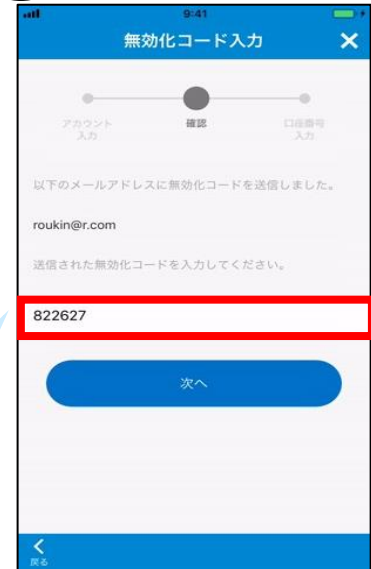 9:41
無効化コード入力
アカウント
入力
確認
口座番号
入力
以下のメールアドレスに無効化コードを送信しました。
roukin@r.com
送信された無効化コードを入力してください。
822627
次へ
戻る